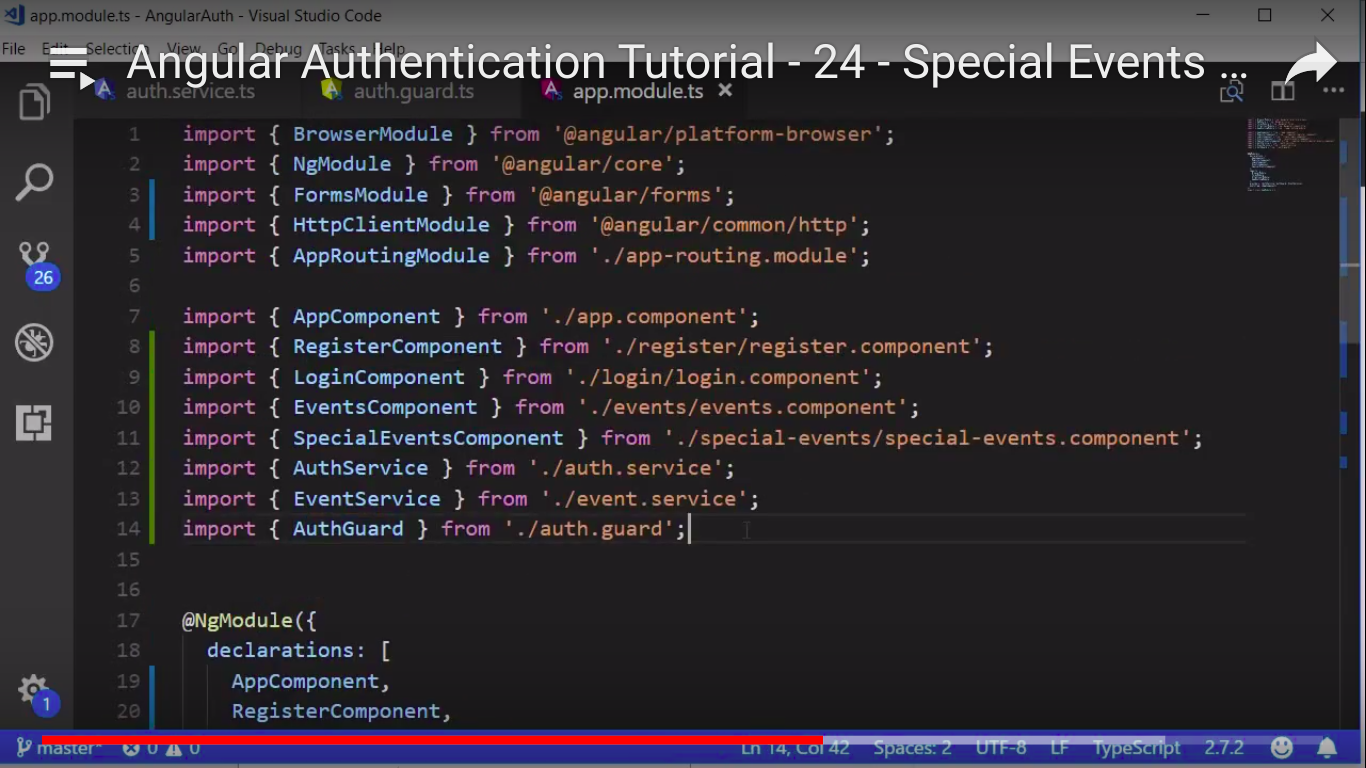 app.module.ts - AngularAuth - Visual Studio Code
File Edit Selection View Go Debug Tasks Help
Angular Authentication Tutorial - 24 - Special Events ...
auth.service.ts auth.guard.ts app.module.ts
1 import { BrowserModule } from '@angular/platform-browser';
2 import { NgModule } from '@angular/core';
3 import { FormsModule } from '@angular/forms';
4 import { HttpClientModule } from '@angular/common/http';
5 import { AppRoutingModule } from './app-routing.module';
6
7 import { AppComponent } from './app.component';
8 import { RegisterComponent } from './register/register.component';
9 import { LoginComponent } from './login/login.component';
10 import { EventsComponent } from './events/events.component';
11 import { SpecialEventsComponent } from './special-events/special-events.component';
12 import { AuthService } from './auth.service';
13 import { EventService } from './event.service';
14 import { AuthGuard } from './auth.guard';
15
16
17 @NgModule({
18 declarations: [
19 AppComponent,
20 RegisterComponent,
26
1
master* 0 0 Ln 14, Col 42 Spaces: 2 UTF-8 LF TypeScript 2.7.2